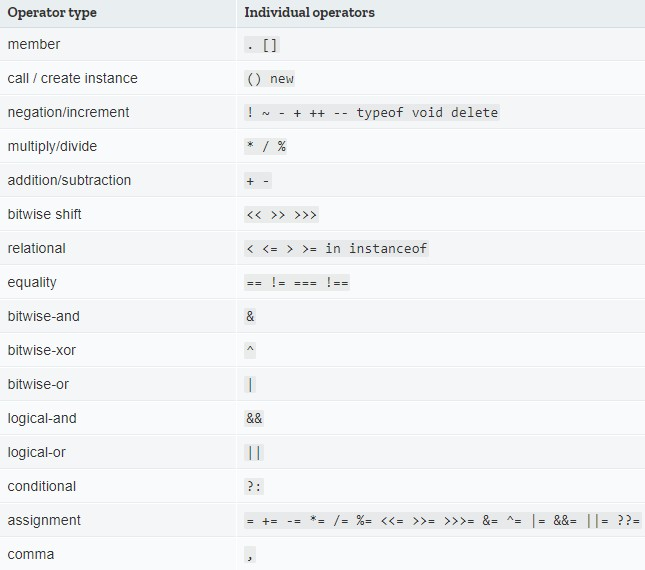 Operator type Individual operators
member . []
call / create instance () new
negation/increment ! ~ - + ++ -- typeof void delete
multiply/divide * / %
addition/subtraction + -
bitwise shift << >> >>>
relational < <= > >= in instanceof
equality == != === !==
bitwise-and &
bitwise-xor ^
bitwise-or |
logical-and &&
logical-or ||
conditional ?:
assignment = += -= *= /= %= <<= >>= >>>= &= ^= |= &&= ||= ??=
comma ,